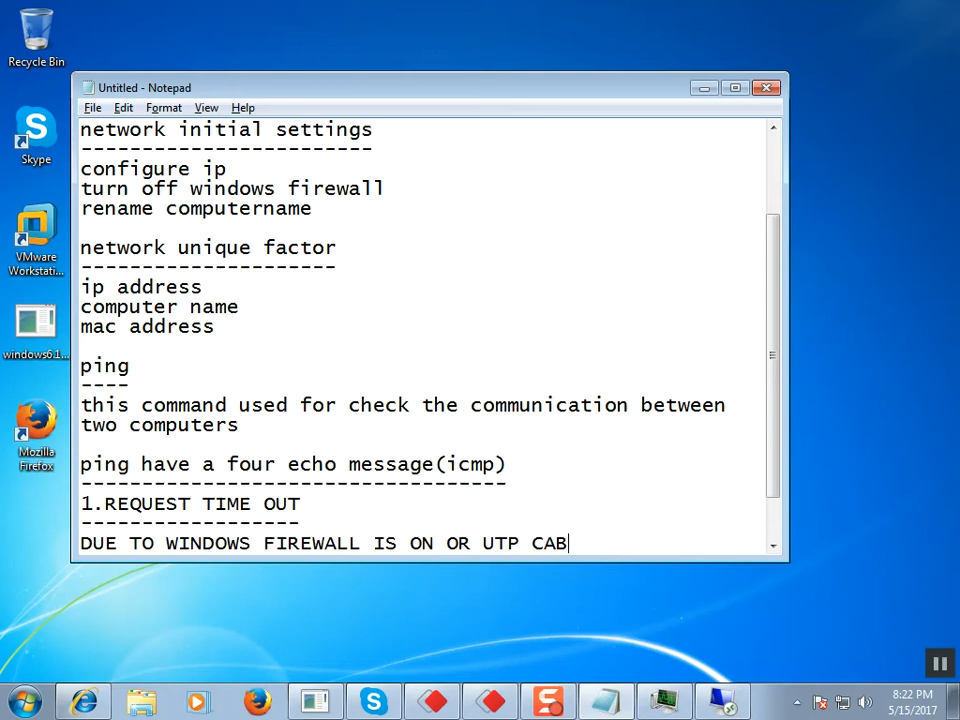 Recycle Bin
Skype
VMware
Workstati...
windows6.1...
Mozilla
Firefox
Untitled - Notepad
File Edit Format View Help
network initial settings
------------------------
configure ip
turn off windows firewall
rename computername
network unique factor
---------------------
ip address
computer name
mac address
ping
----
this command used for check the communication between
two computers
ping have a four echo message(icmp)
-----------------------------------
1.REQUEST TIME OUT
------------------
DUE TO WINDOWS FIREWALL IS ON OR UTP CAB
8:22 PM
5/15/2017